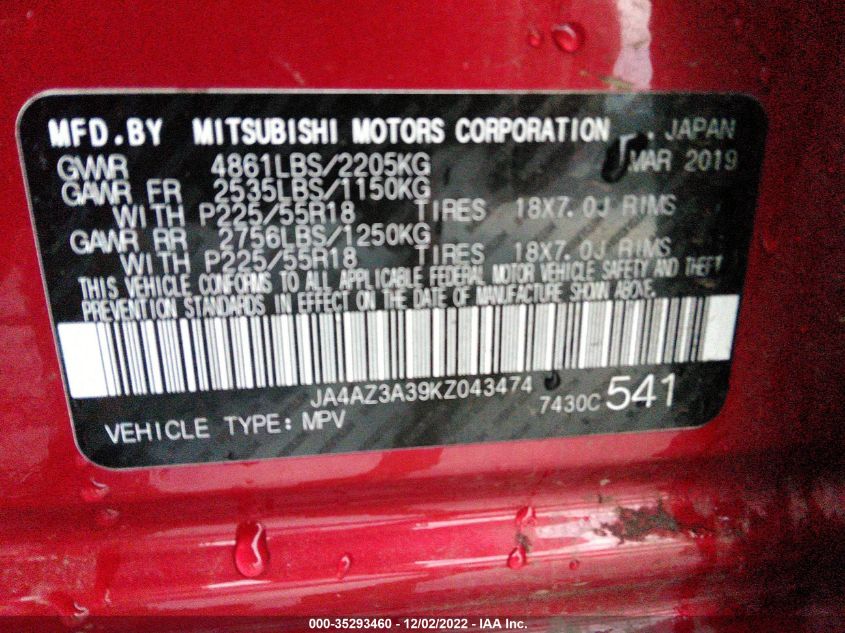 MFD.BY MITSUBISHI MOTORS CORPORATION JAPAN
GVWR 4861LBS/2205KG MAR 2019
GAWR FR 2535LBS/1150KG
WITH P225/55R18 TIRES 18X7.0J RIMS
GAWR RR 2756LBS/1250KG
WITH P225/55R18 TIRES 18X7.0J RIMS
THIS VEHICLE CONFORMS TO ALL APPLICABLE FEDERAL MOTOR VEHICLE SAFETY AND THEFT
PREVENTION STANDARDS IN EFFECT ON THE DATE OF MANUFACTURE SHOWN ABOVE.
JA4AZ3A39KZ043474
7430C 541
VEHICLE TYPE: MPV
000-35293460 - 12/02/2022 - IAA Inc.